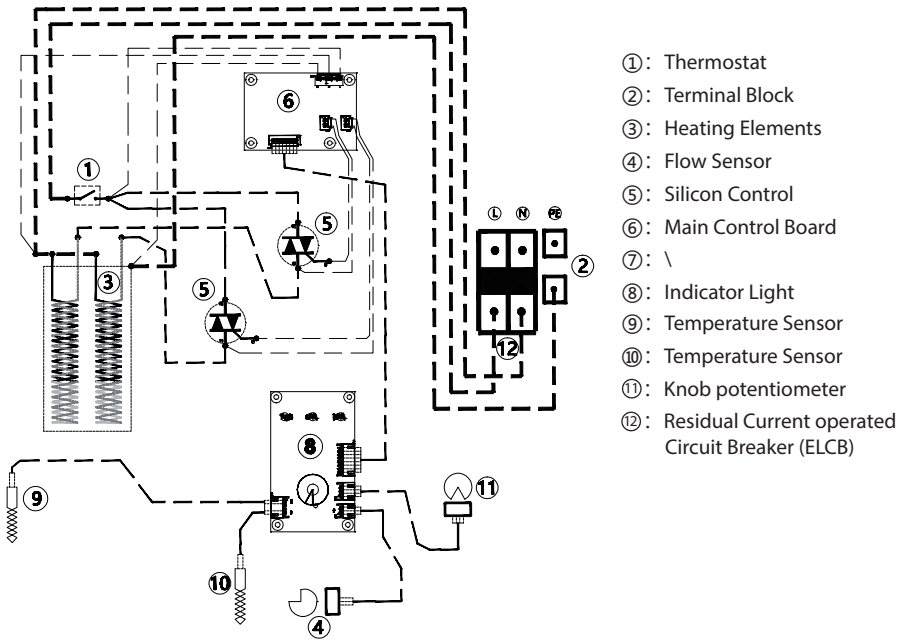 ①
⑥
⑤
L N PE
②
③
⑤
⑫
⑧
⑨
⑪
⑩
④
①: Thermostat
②: Terminal Block
③: Heating Elements
④: Flow Sensor
⑤: Silicon Control
⑥: Main Control Board
⑦: \
⑧: Indicator Light
⑨: Temperature Sensor
⑩: Temperature Sensor
⑪: Knob potentiometer
⑫: Residual Current operated
Circuit Breaker (ELCB)